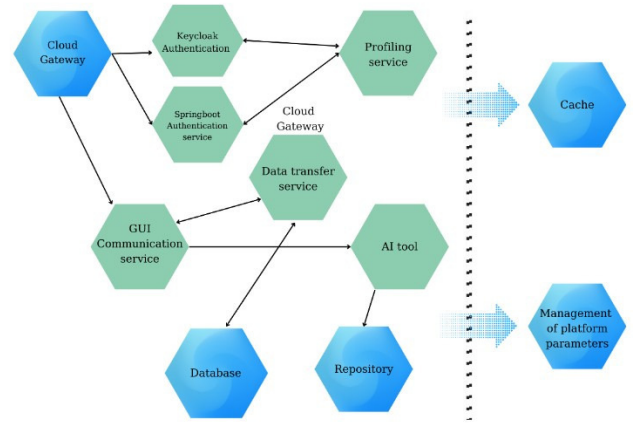 Cloud
Gateway
Keycloak
Authentication
Profiling
service
Springboot
Authentication
service
Cloud
Gateway
Cache
Data transfer
service
GUI
Communication
service
AI tool
Management
of platform
parameters
Database
Repository